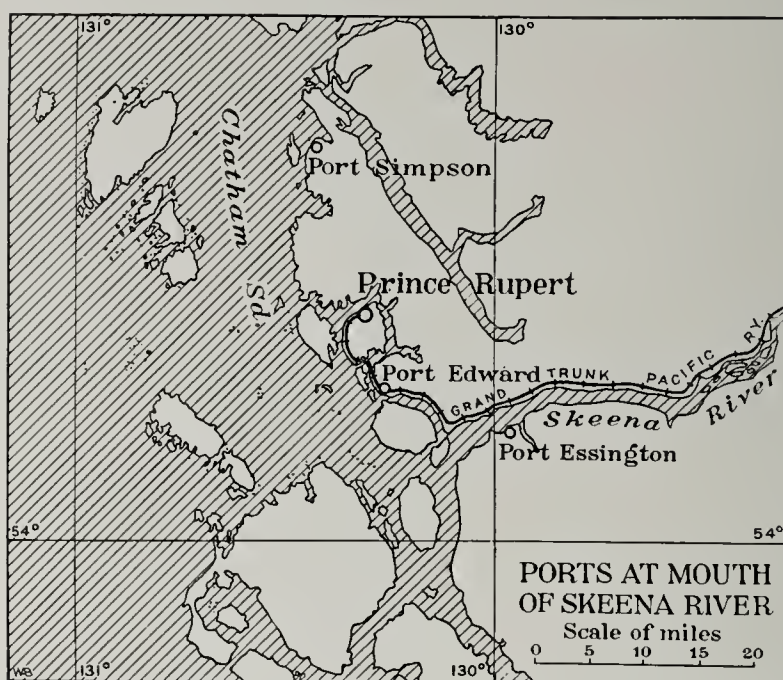 131°
130°
Chatham
Sd.
Port Simpson
Prince Rupert
Port Edward
GRAND TRUNK PACIFIC RY.
Skeena River
Port Essington
54°
54°
PORTS AT MOUTH
OF SKEENA RIVER
Scale of miles
0 5 10 15 20
WB
131°
130°